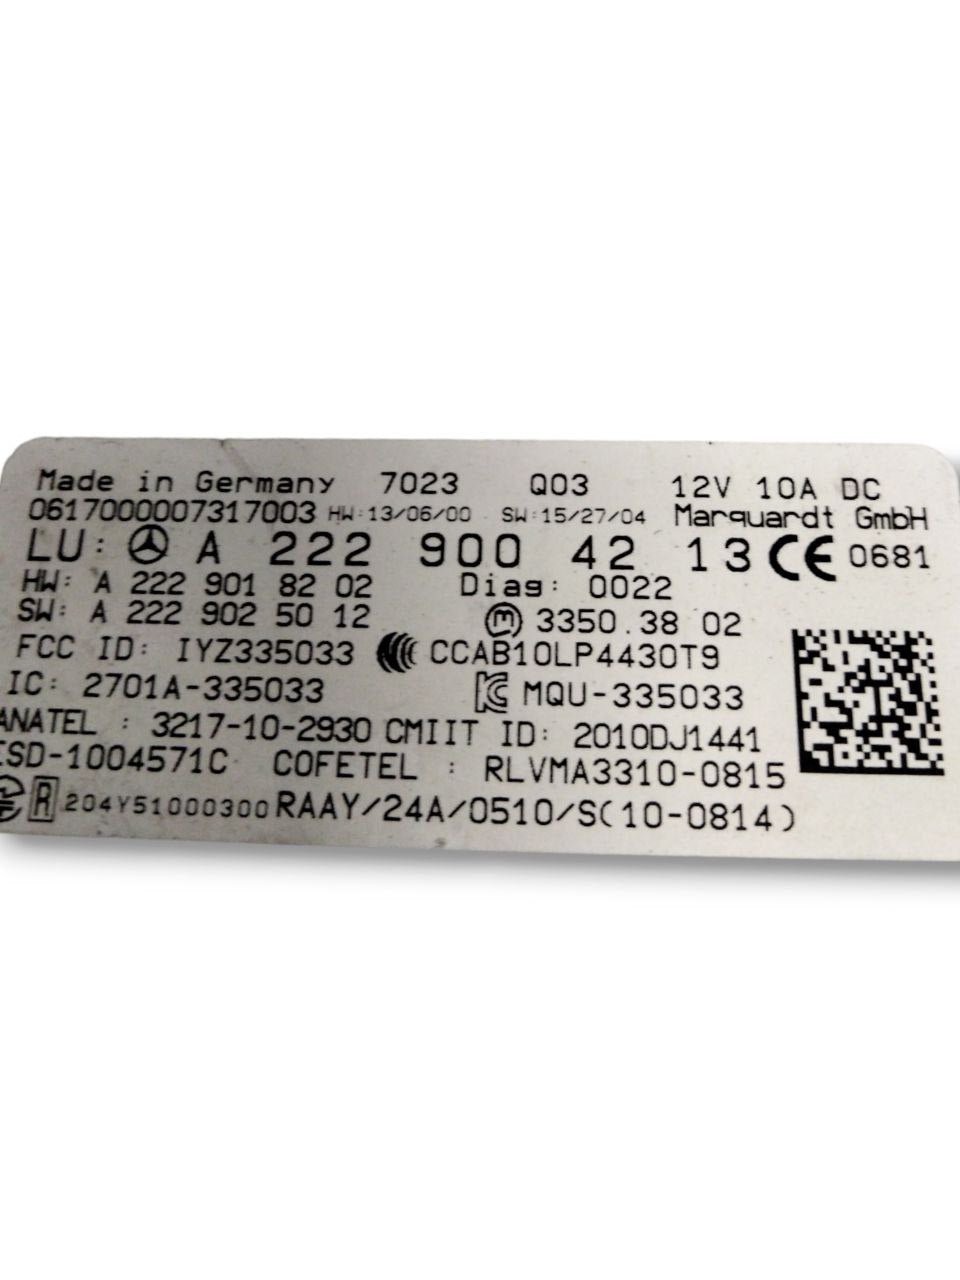 Made in Germany 7023 Q03 12V 10A DC
0617000007317003 HW:13/06/00 SW:15/27/04 Marquardt GmbH
LU: A 222 900 42 13 CE 0681
HW: A 222 901 82 02 Diag: 0022
SW: A 222 902 50 12 m 3350.38 02
FCC ID: IYZ335033 CCAB10LP4430T9
IC: 2701A-335033 MQU-335033
ANATEL : 3217-10-2930 CMIIT ID: 2010DJ1441
ESD-1004571C COFETEL : RLVMA3310-0815
R 204Y51000300 RAAY/24A/0510/S(10-0814)